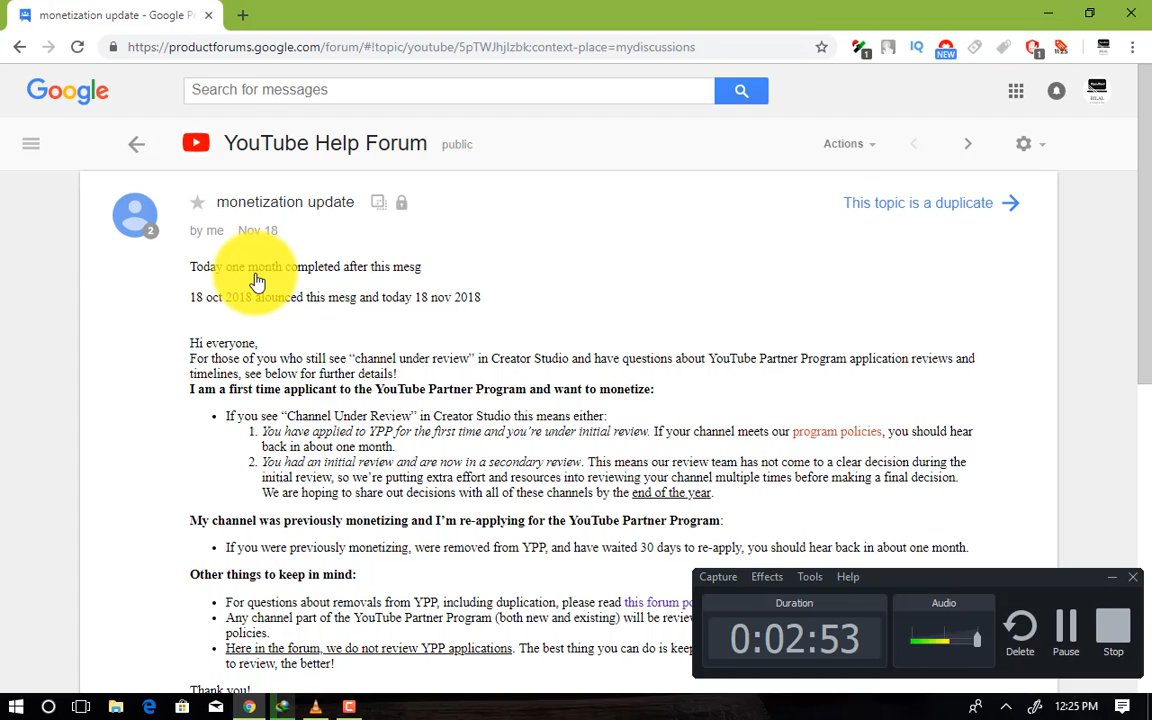 monetization update - Google P
https://productforums.google.com/forum/#!topic/youtube/5pTWJhjIzbk;context-place=mydiscussions
1
IQ
NEW
1
Google
Search for messages
YouTube Help Forum public
Actions
monetization update
This topic is a duplicate
2
by me Nov 18
Today one month completed after this mesg
18 oct 2018 anounced this mesg and today 18 nov 2018
Hi everyone,
For those of you who still see “channel under review” in Creator Studio and have questions about YouTube Partner Program application reviews and
timelines, see below for further details!
I am a first time applicant to the YouTube Partner Program and want to monetize:
• If you see “Channel Under Review” in Creator Studio this means either:
1. You have applied to YPP for the first time and you’re under initial review. If your channel meets our program policies, you should hear
back in about one month.
2. You had an initial review and are now in a secondary review. This means our review team has not come to a clear decision during the
initial review, so we’re putting extra effort and resources into reviewing your channel multiple times before making a final decision.
We are hoping to share out decisions with all of these channels by the end of the year.
My channel was previously monetizing and I’m re-applying for the YouTube Partner Program:
• If you were previously monetizing, were removed from YPP, and have waited 30 days to re-apply, you should hear back in about one month.
Other things to keep in mind:
• For questions about removals from YPP, including duplication, please read this forum po
• Any channel part of the YouTube Partner Program (both new and existing) will be review
policies.
• Here in the forum, we do not review YPP applications. The best thing you can do is keep
to review, the better!
Thank you!
Capture Effects Tools Help
Duration
0:02:53
Audio
Delete Pause Stop
12:25 PM